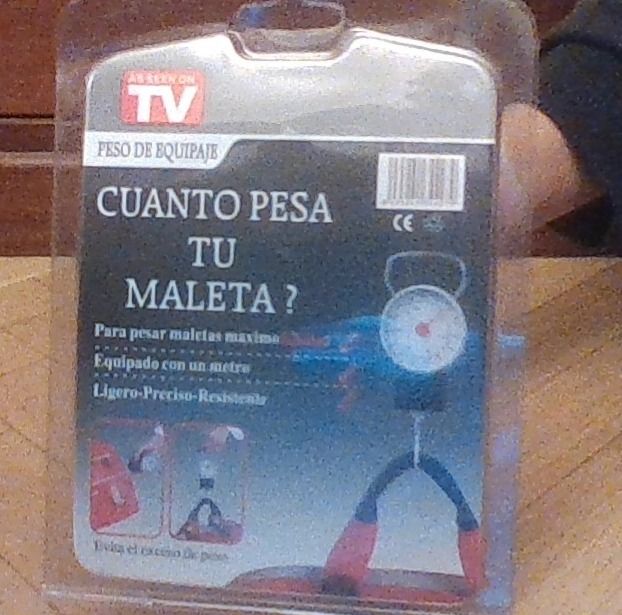 AS SEEN ON
TV
PESO DE EQUIPAJE
CUANTO PESA
TU
MALETA ?
CE
Para pesar maletas maximo
Equipado con un metro
Ligero-Preciso-Resistente
Evita el exceso de peso